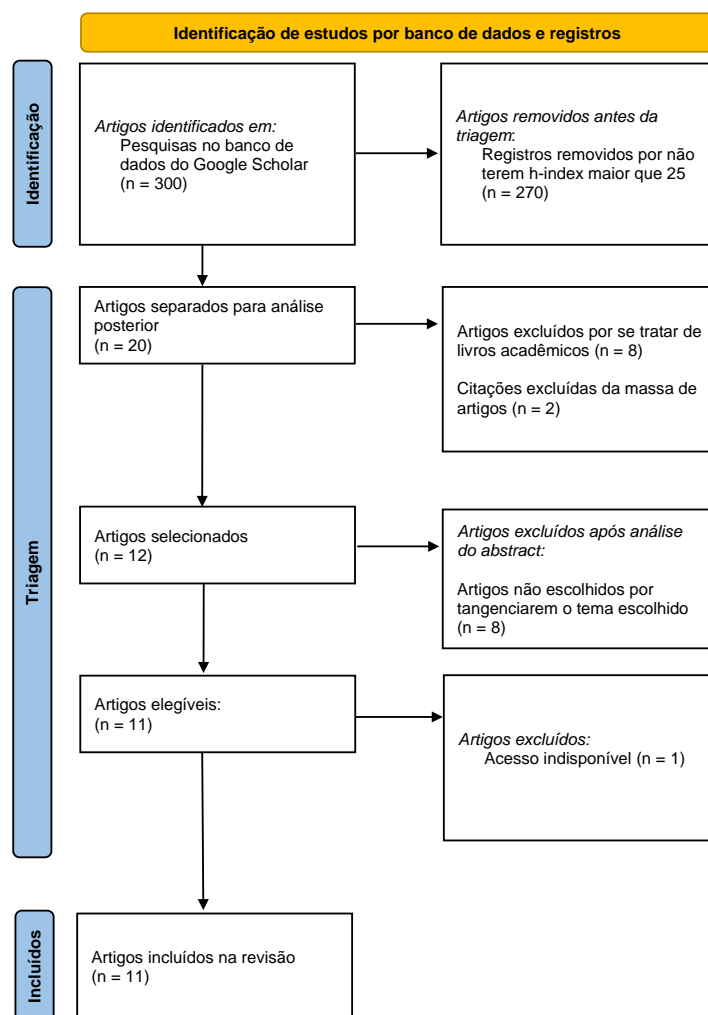 Identificação de estudos por banco de dados e registros
Identificação
Artigos identificados em:
Pesquisas no banco de
dados do Google Scholar
(n = 300)
Artigos removidos antes da
triagem:
Registros removidos por não
terem h-index maior que 25
(n = 270)
Triagem
Artigos separados para análise
posterior
(n = 20)
Artigos excluídos por se tratar de
livros acadêmicos (n = 8)
Citações excluídas da massa de
artigos (n = 2)
Artigos selecionados
(n = 12)
Artigos excluídos após análise
do abstract:
Artigos não escolhidos por
tangenciarem o tema escolhido
(n = 8)
Artigos elegíveis:
(n = 11)
Artigos excluídos:
Acesso indisponível (n = 1)
Incluídos
Artigos incluídos na revisão
(n = 11)